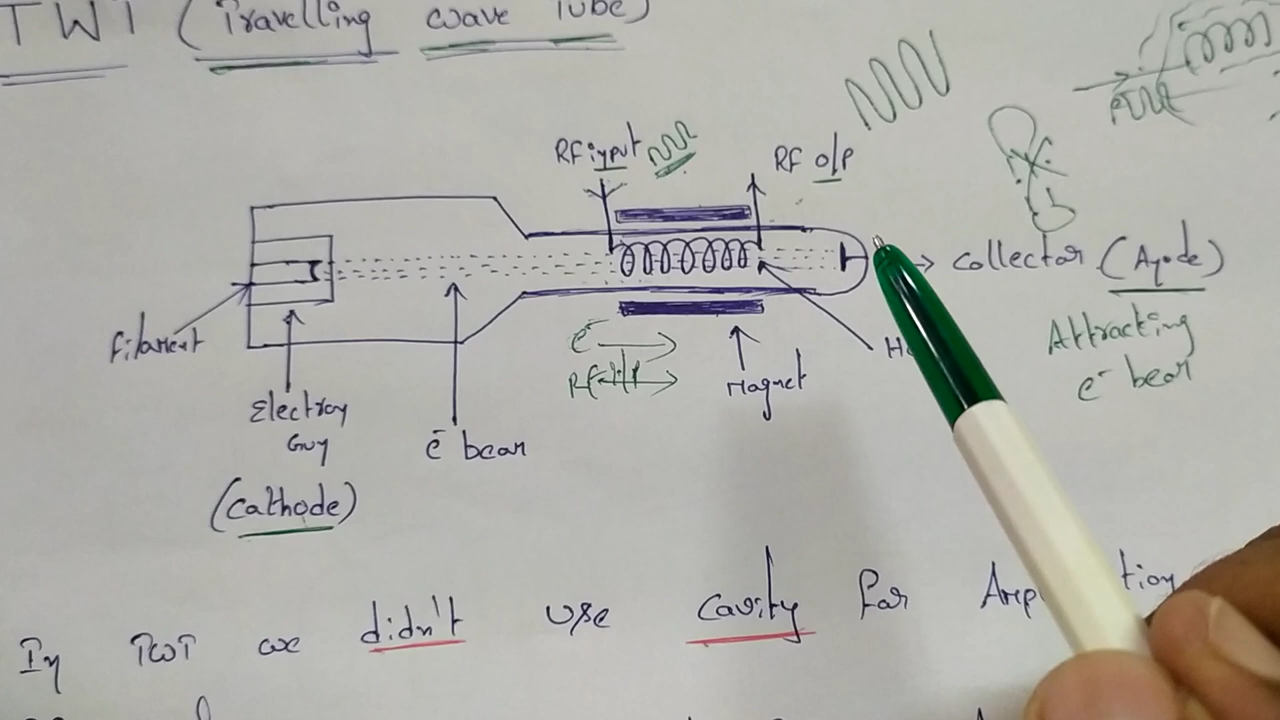 TWT (Travelling wave Tube)
RF input
RF o/p
collector (Anode)
Attracting
e⁻ beam
Filament
e⁻
RF i/p
Magnet
Electron
Gun
(Cathode)
e⁻ beam
In TWT we didn't use cavity for